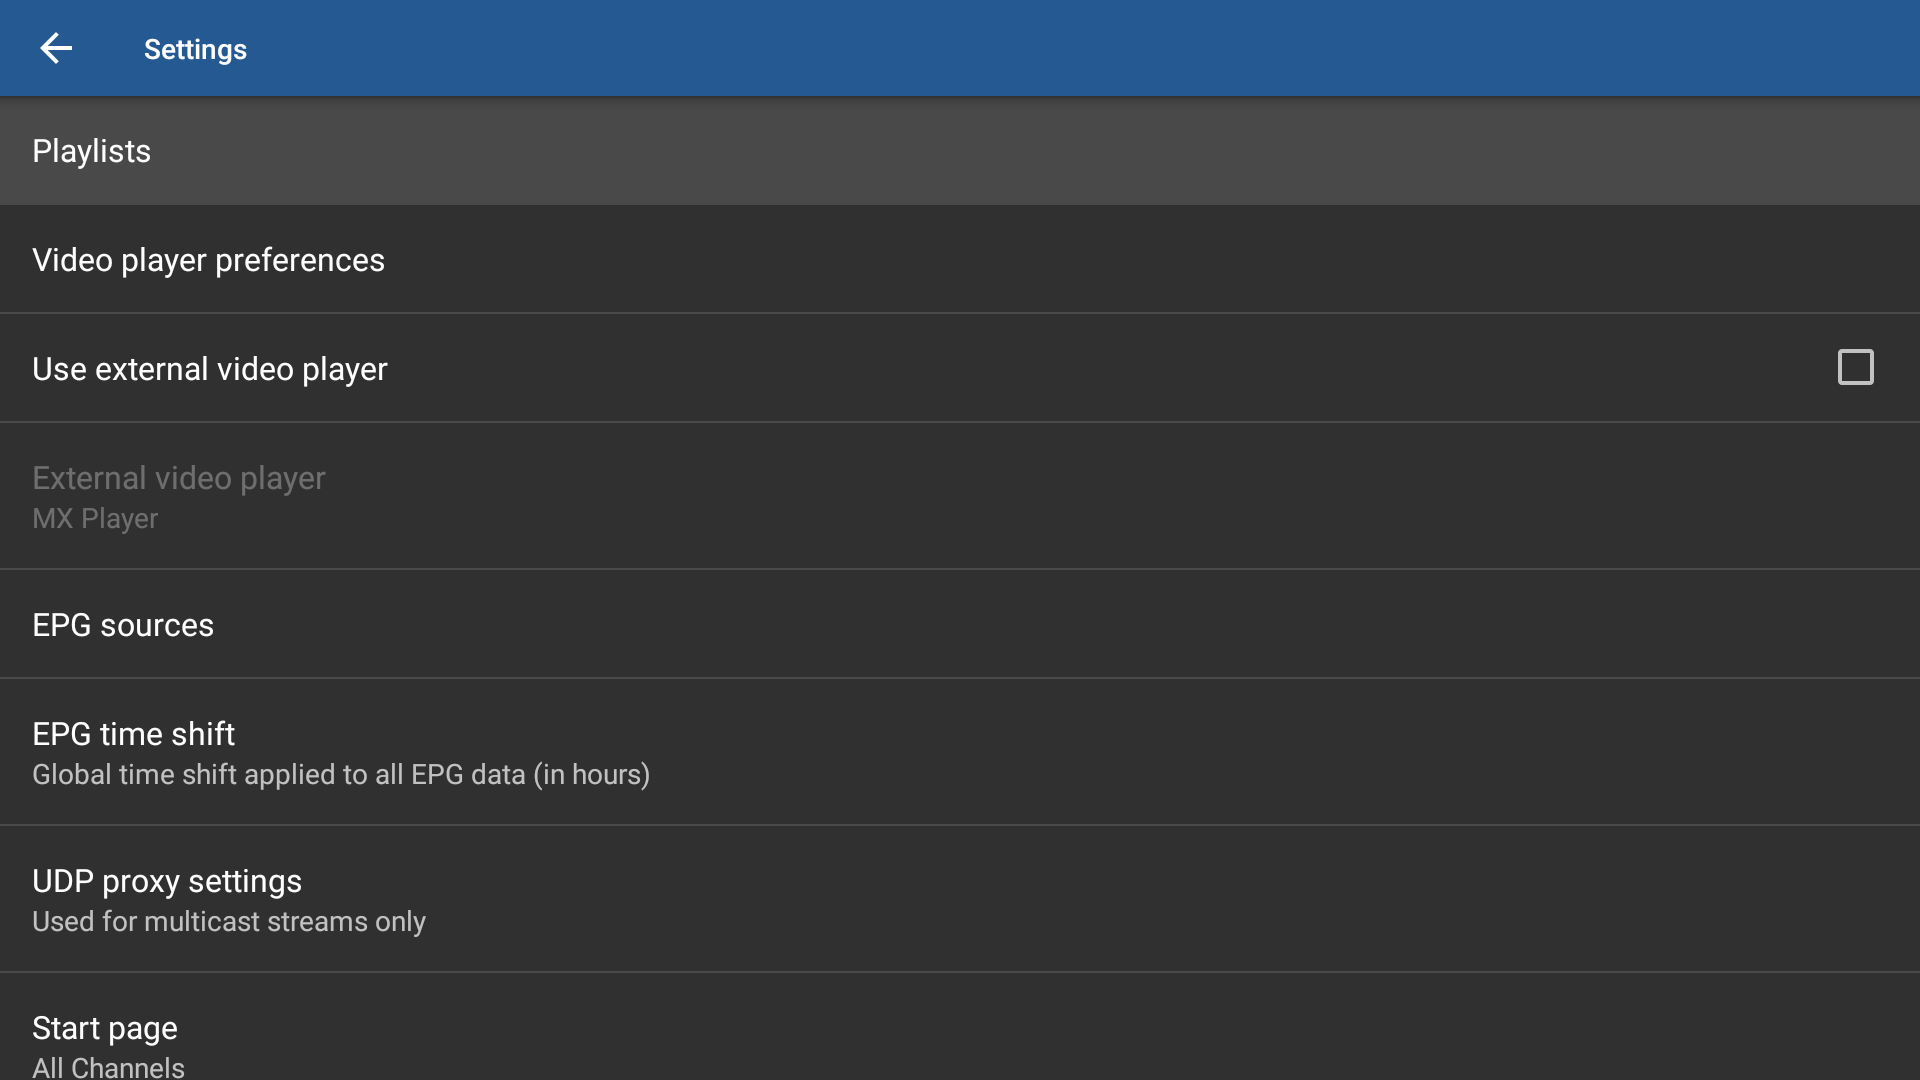 Settings
Playlists
Video player preferences
Use external video player
External video player
MX Player
EPG sources
EPG time shift
Global time shift applied to all EPG data (in hours)
UDP proxy settings
Used for multicast streams only
Start page
All Channels